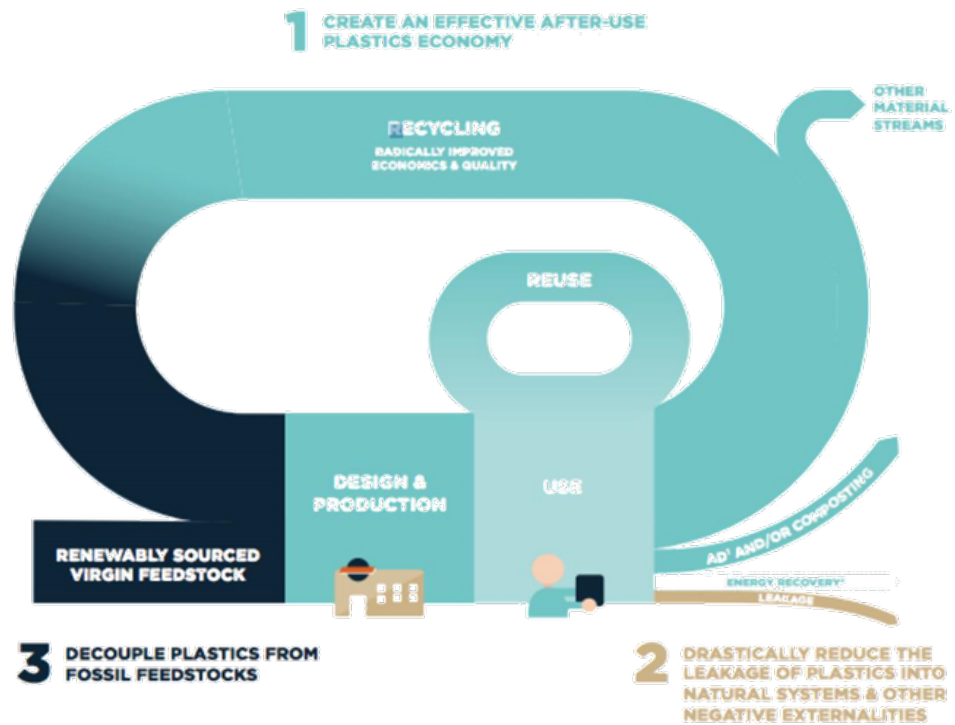 1 CREATE AN EFFECTIVE AFTER-USE
PLASTICS ECONOMY
OTHER
MATERIAL
STREAMS
RECYCLING
RADICALLY IMPROVED
ECONOMICS & QUALITY
REUSE
DESIGN &
PRODUCTION
USE
RENEWABLY SOURCED
VIRGIN FEEDSTOCK
AD¹ AND/OR COMPOSTING
ENERGY RECOVERY²
LEAKAGE
3 DECOUPLE PLASTICS FROM
FOSSIL FEEDSTOCKS
2 DRASTICALLY REDUCE THE
LEAKAGE OF PLASTICS INTO
NATURAL SYSTEMS & OTHER
NEGATIVE EXTERNALITIES